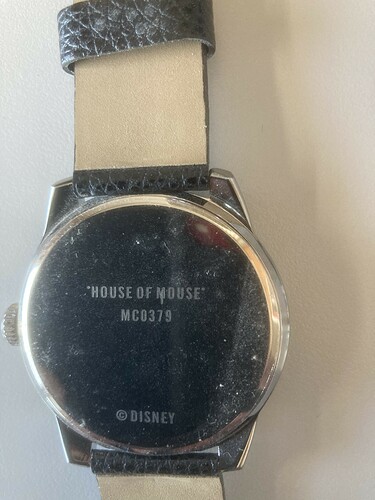 "HOUSE OF MOUSE"
MC0379
© DISNEY